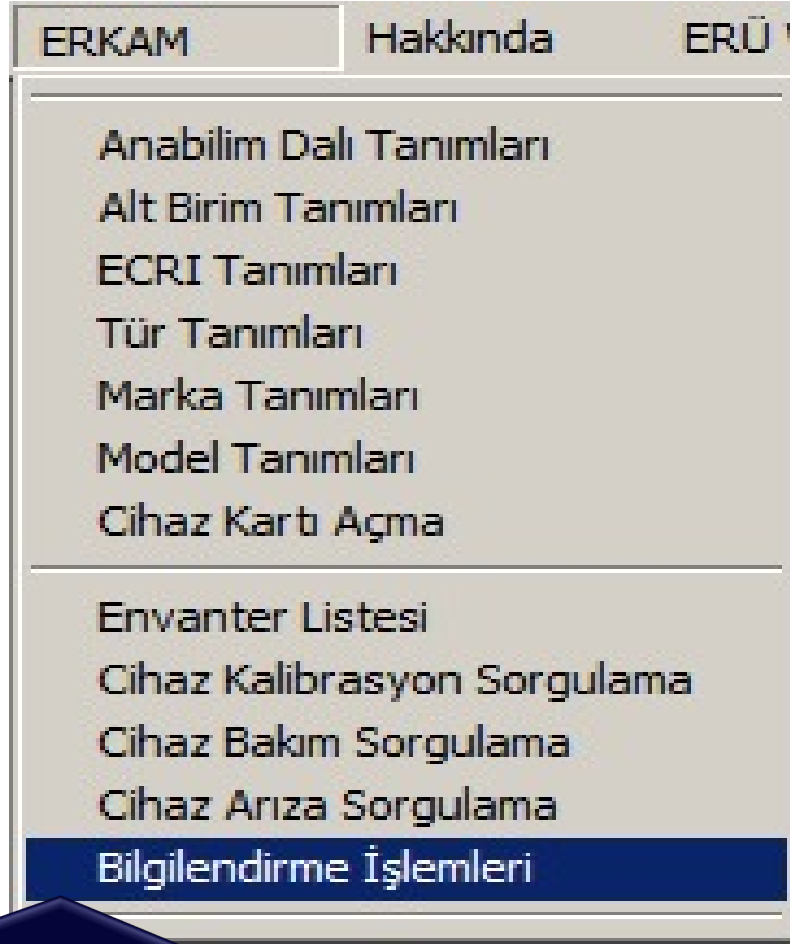 ERKAM Hakkında ERÜ
Anabilim Dalı Tanımları
Alt Birim Tanımları
ECRI Tanımları
Tür Tanımları
Marka Tanımları
Model Tanımları
Cihaz Kartı Açma
Envanter Listesi
Cihaz Kalibrasyon Sorgulama
Cihaz Bakım Sorgulama
Cihaz Arıza Sorgulama
Bilgilendirme İşlemleri